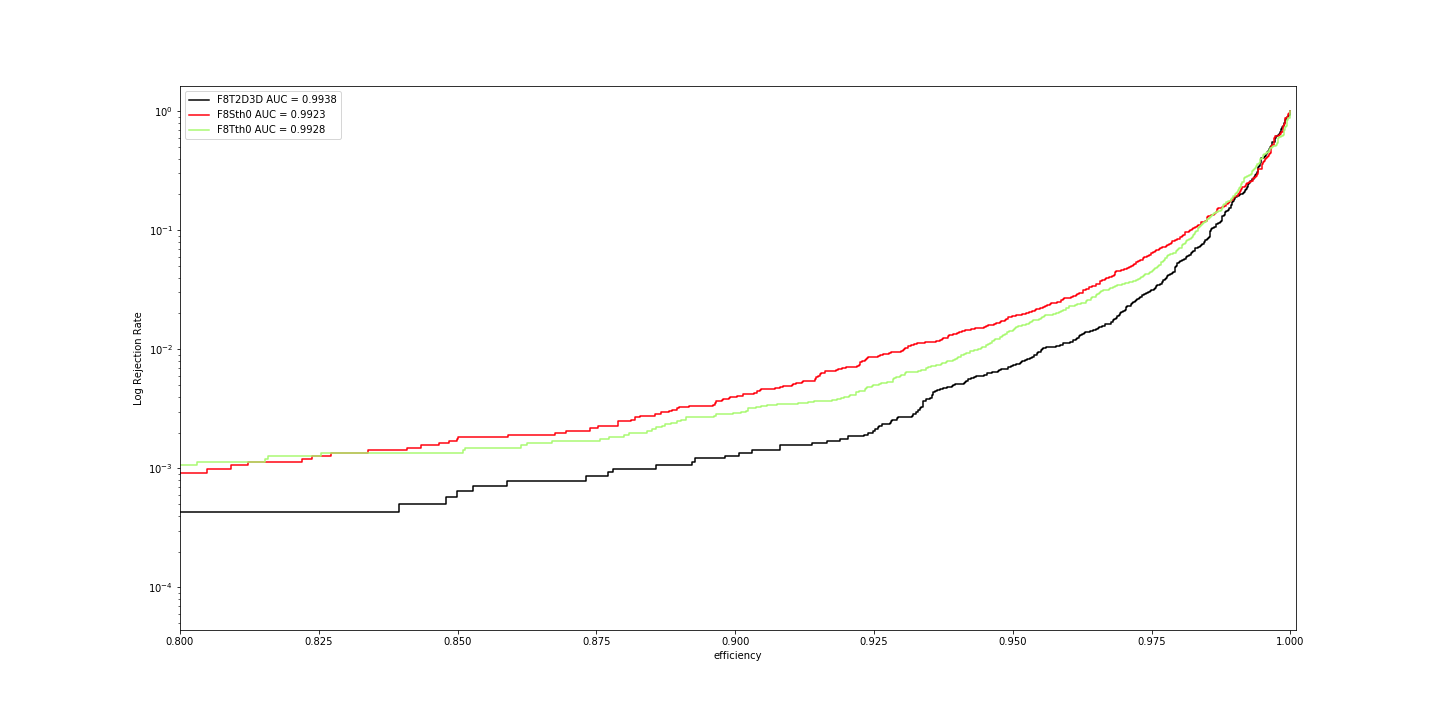 F8T2D3D AUC = 0.9938
F8Sth0 AUC = 0.9923
F8Tth0 AUC = 0.9928
10⁰
10⁻¹
10⁻²
10⁻³
10⁻⁴
Log Rejection Rate
0.800 0.825 0.850 0.875 0.900 0.925 0.950 0.975 1.000
efficiency